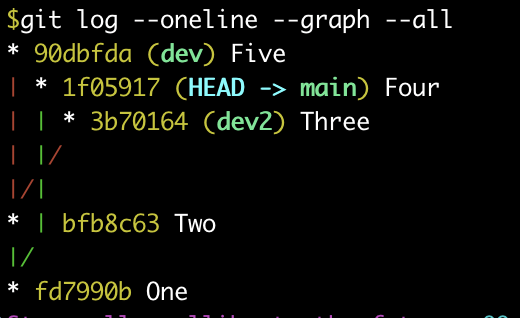 $git log --oneline --graph --all
* 90dbfda (dev) Five
| * 1f05917 (HEAD -> main) Four
| | * 3b70164 (dev2) Three
| |/
|/|
* | bfb8c63 Two
|/
* fd7990b One